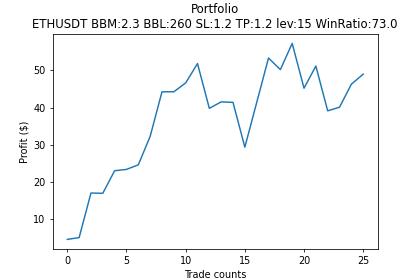 Portfolio
ETHUSDT BBM:2.3 BBL:260 SL:1.2 TP:1.2 lev:15 WinRatio:73.0
50
40
30
20
10
Profit ($)
0 5 10 15 20 25
Trade counts